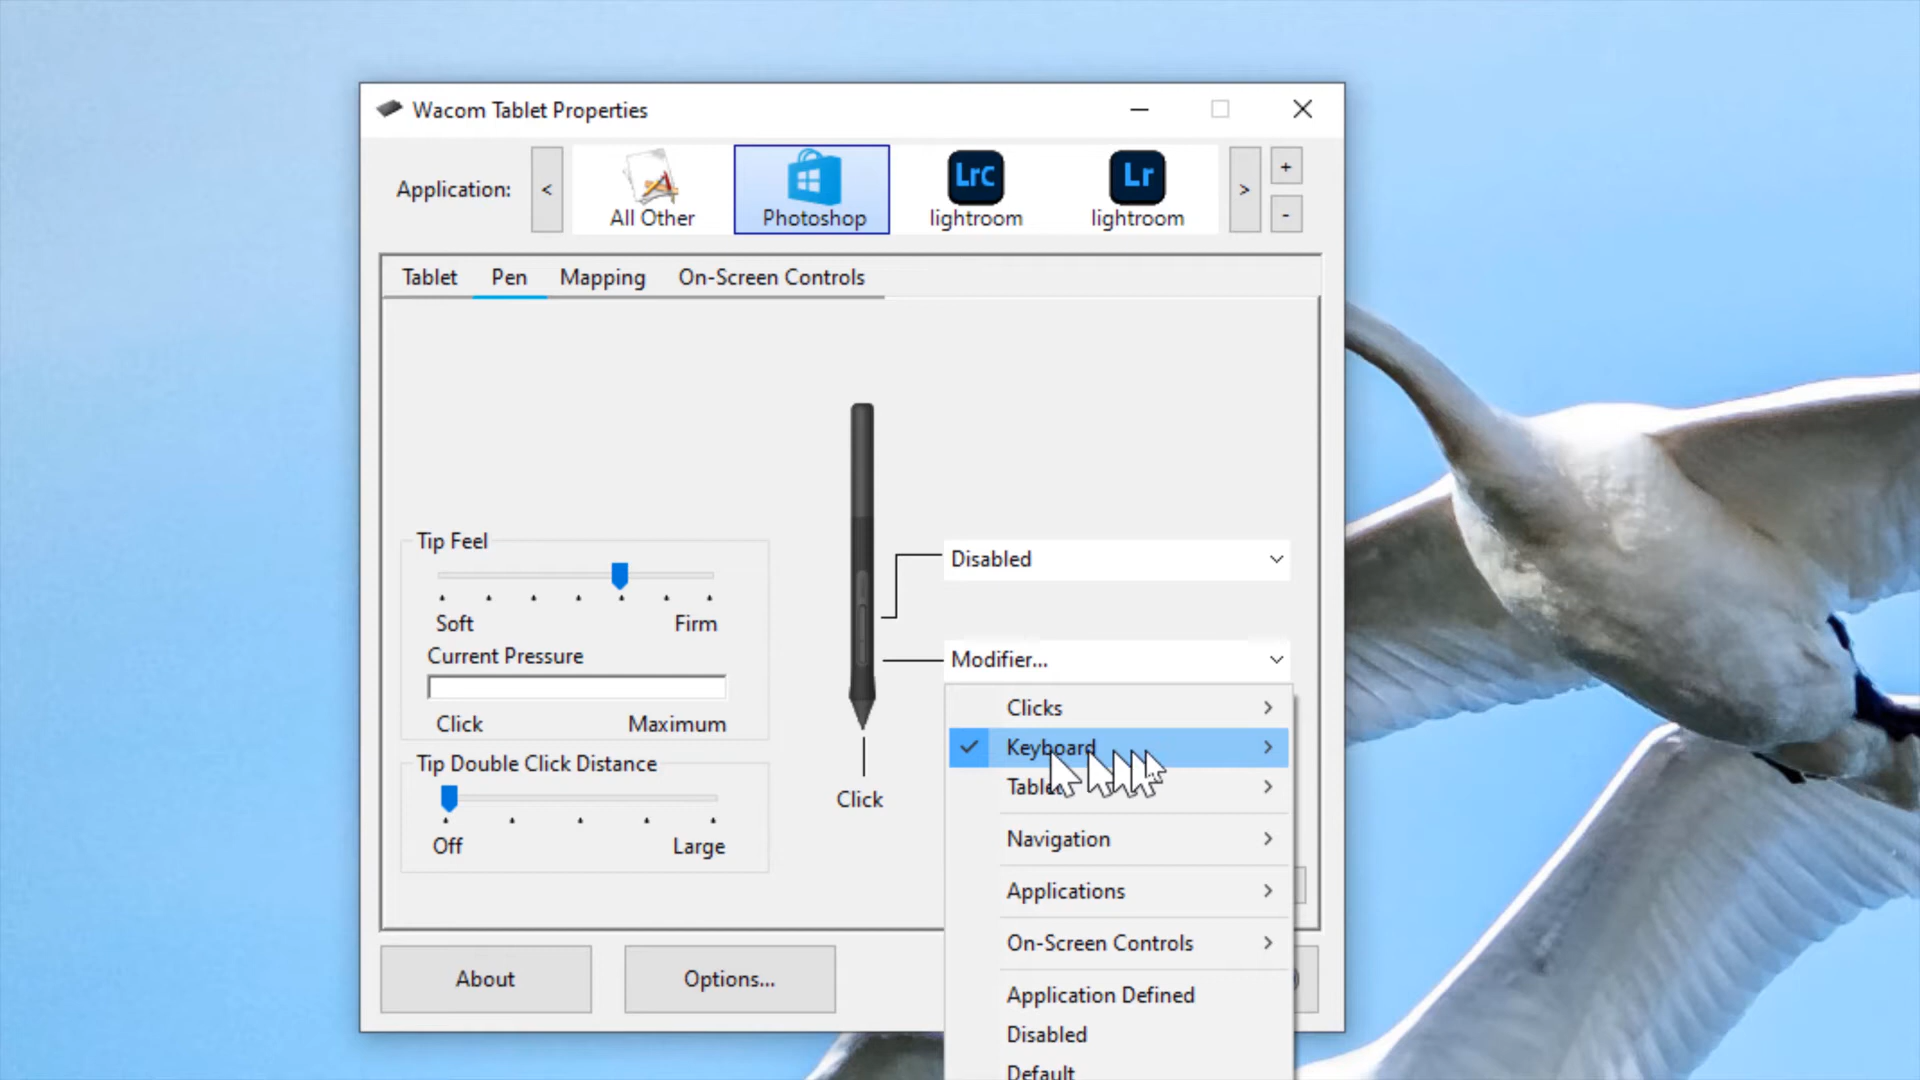 Wacom Tablet Properties
Application:
<
All Other
Photoshop
Lrc
lightroom
Lr
lightroom
>
+
-
Tablet
Pen
Mapping
On-Screen Controls
Tip Feel
Soft
Firm
Current Pressure
Click
Maximum
Tip Double Click Distance
Off
Large
Click
Disabled
Modifier...
Clicks
Keyboard
Tablet
Navigation
Applications
On-Screen Controls
Application Defined
Disabled
Default
About
Options...